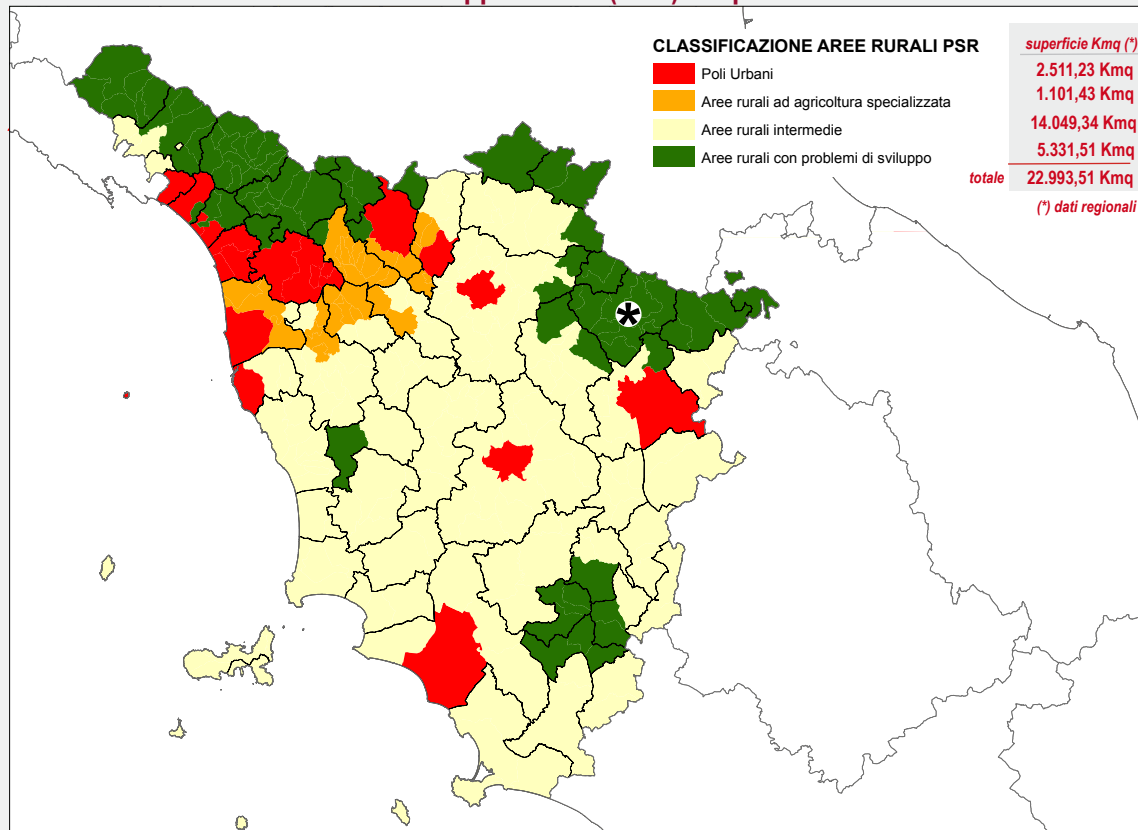 CLASSIFICAZIONE AREE RURALI PSR
superficie Kmq (*)
Poli Urbani
2.511,23 Kmq
Aree rurali ad agricoltura specializzata
1.101,43 Kmq
Aree rurali intermedie
14.049,34 Kmq
Aree rurali con problemi di sviluppo
5.331,51 Kmq
totale 22.993,51 Kmq
(*) dati regionali
*